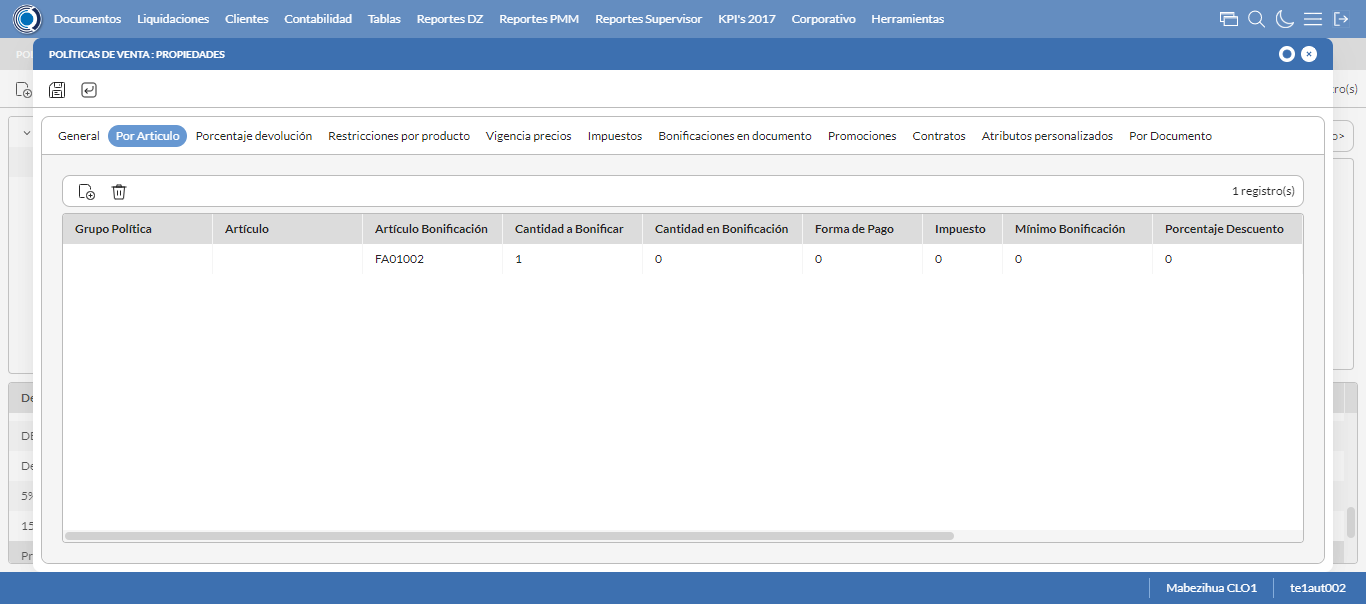 Documentos Liquidaciones Clientes Contabilidad Tablas Reportes DZ Reportes PMM Reportes Supervisor KPI's 2017 Corporativo Herramientas
POLÍTICAS DE VENTA : PROPIEDADES
ro(s)
General Por Articulo Porcentaje devolución Restricciones por producto Vigencia precios Impuestos Bonificaciones en documento Promociones Contratos Atributos personalizados Por Documento
1 registro(s)
Grupo Política Artículo Artículo Bonificación Cantidad a Bonificar Cantidad en Bonificación Forma de Pago Impuesto Mínimo Bonificación Porcentaje Descuento
FA01002 1 0 0 0 0 0
De
DE
De
5%
15
Pr
Mabezihua CLO1 te1aut002